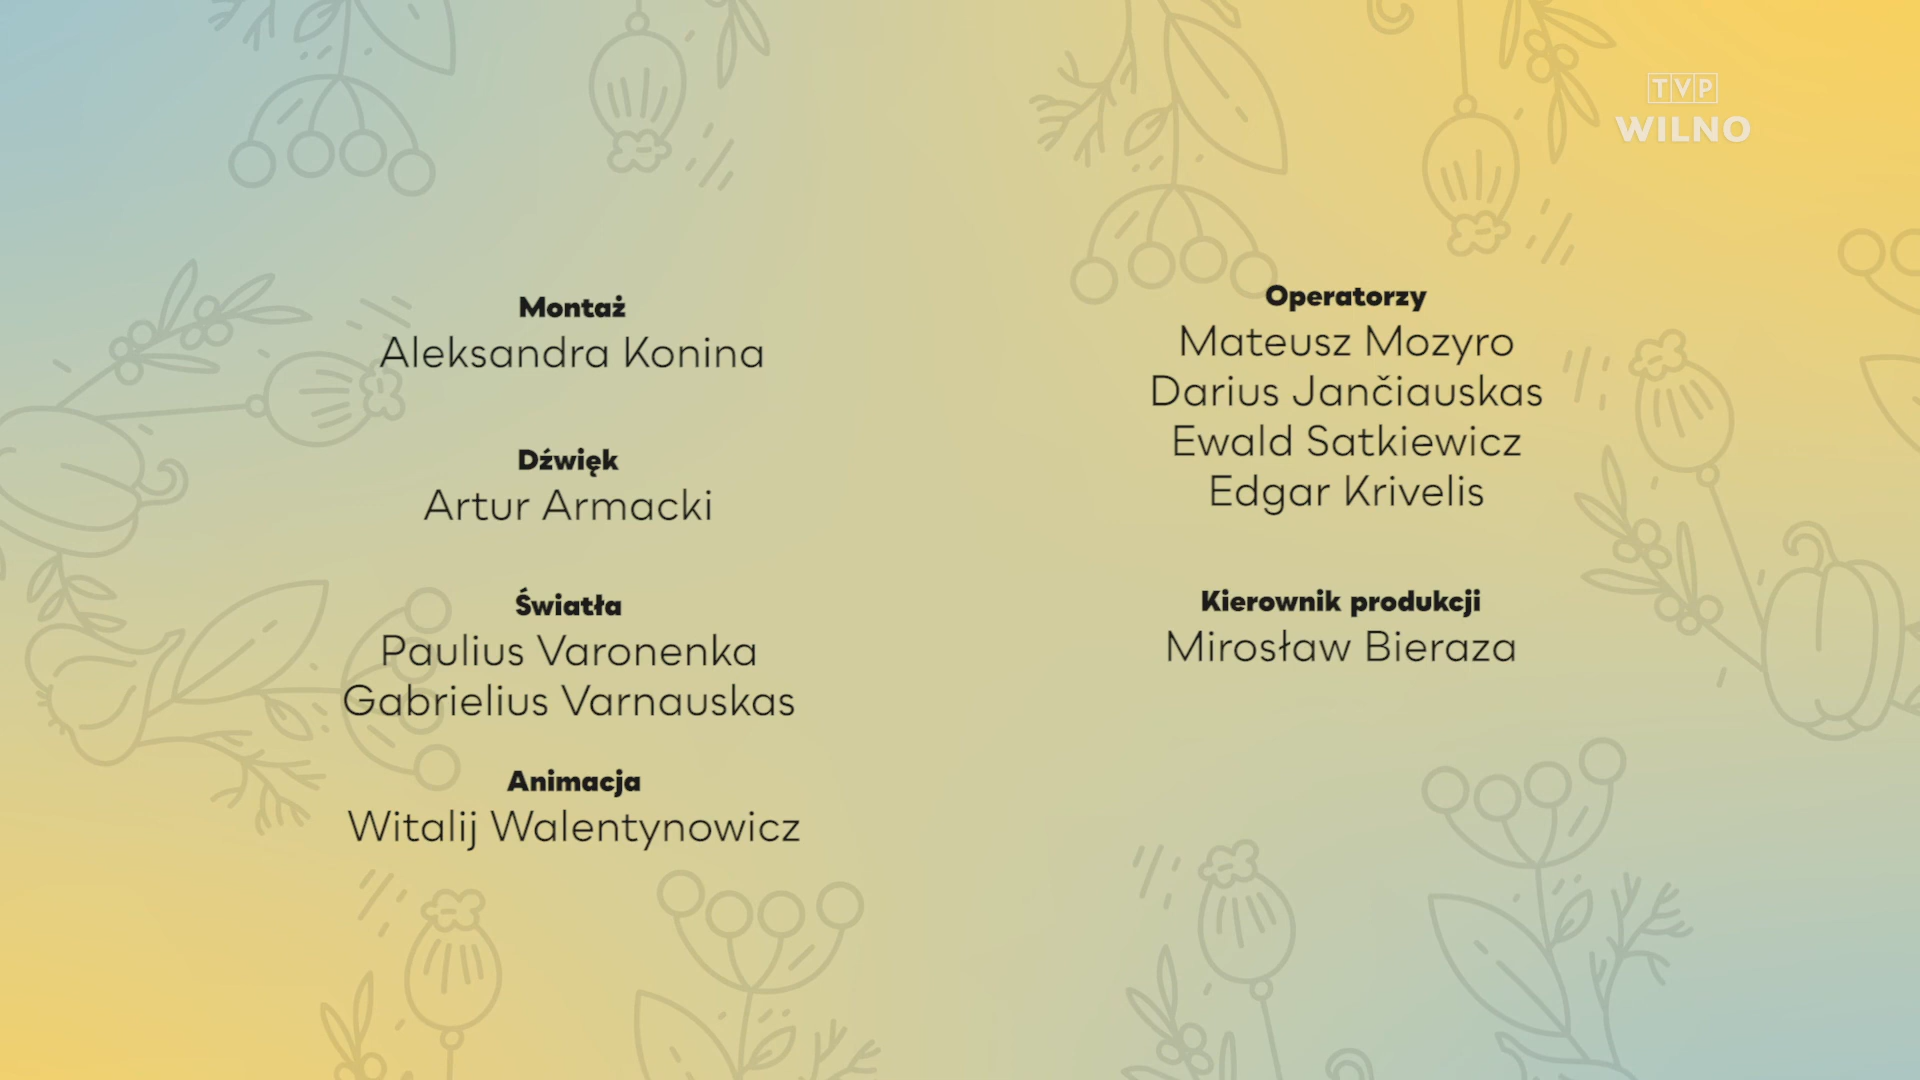 TVP
WILNO
Montaż
Aleksandra Konina
Dźwięk
Artur Armacki
Światła
Paulius Varonenka
Gabrielius Varnauskas
Animacja
Witalij Walentynowicz
Operatorzy
Mateusz Mozyro
Darius Jančiauskas
Ewald Satkiewicz
Edgar Krivelis
Kierownik produkcji
Mirosław Bieraza